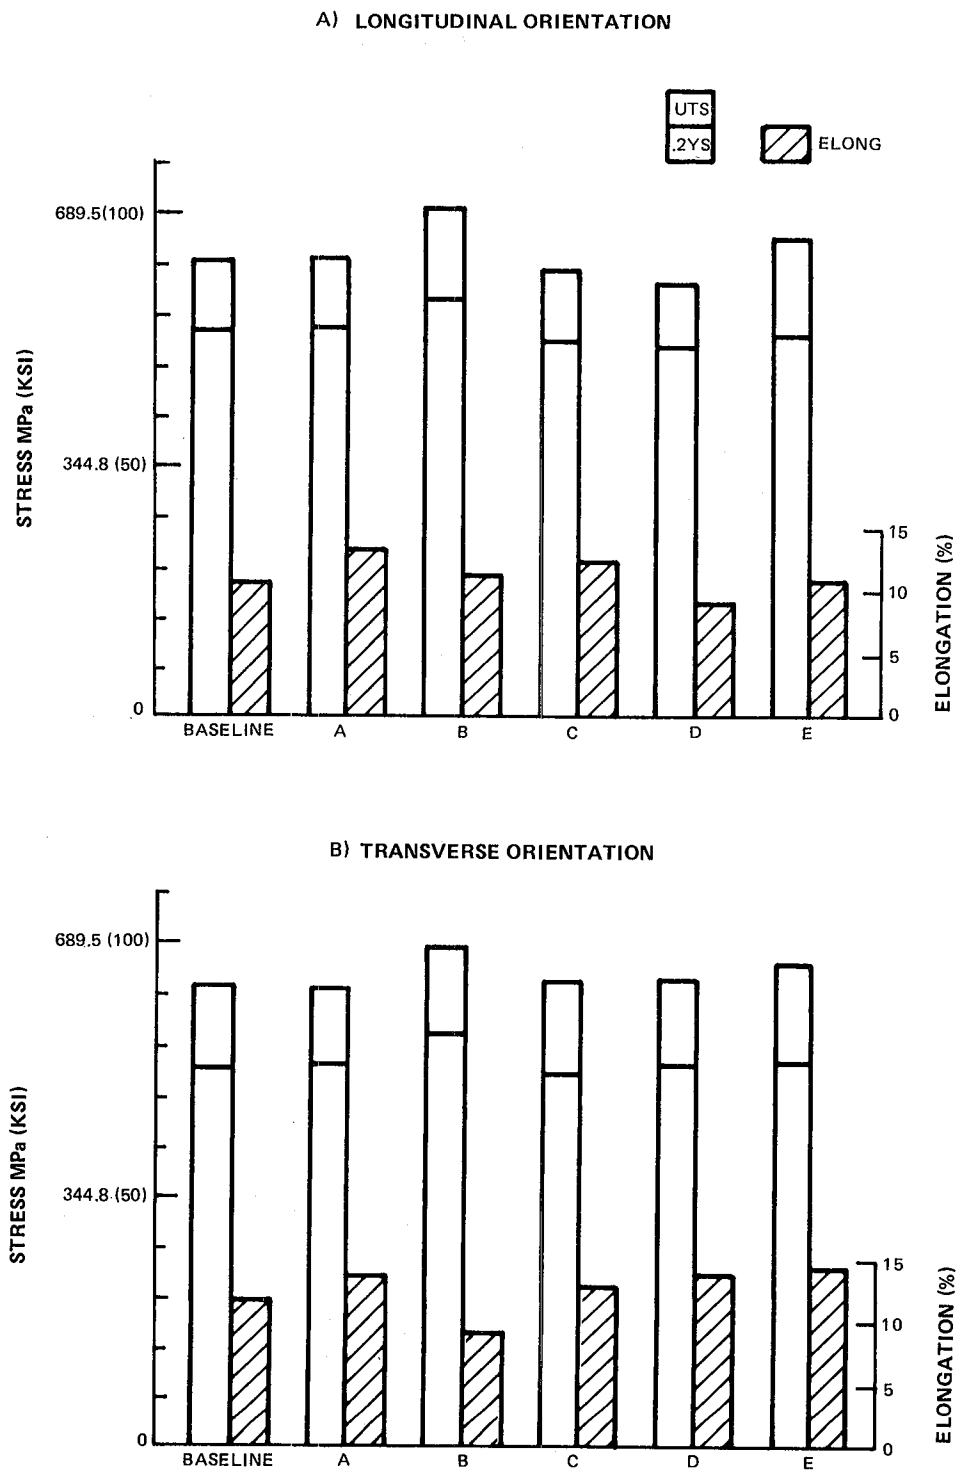 A) LONGITUDINAL ORIENTATION
UTS
.2YS
ELONG
689.5(100)
344.8 (50)
0
STRESS MPa (KSI)
15
10
5
0
ELONGATION (%)
BASELINE A B C D E
B) TRANSVERSE ORIENTATION
689.5 (100)
344.8 (50)
0
STRESS MPa (KSI)
15
10
5
0
ELONGATION (%)
BASELINE A B C D E